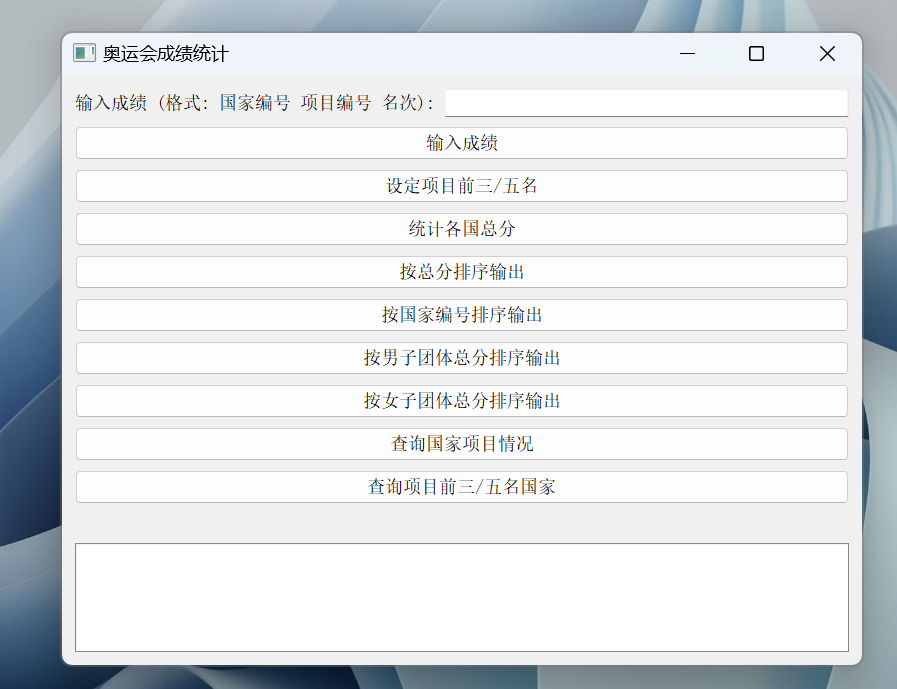 奥运会成绩统计
输入成绩 (格式: 国家编号 项目编号 名次):
输入成绩
设定项目前三/五名
统计各国总分
按总分排序输出
按国家编号排序输出
按男子团体总分排序输出
按女子团体总分排序输出
查询国家项目情况
查询项目前三/五名国家